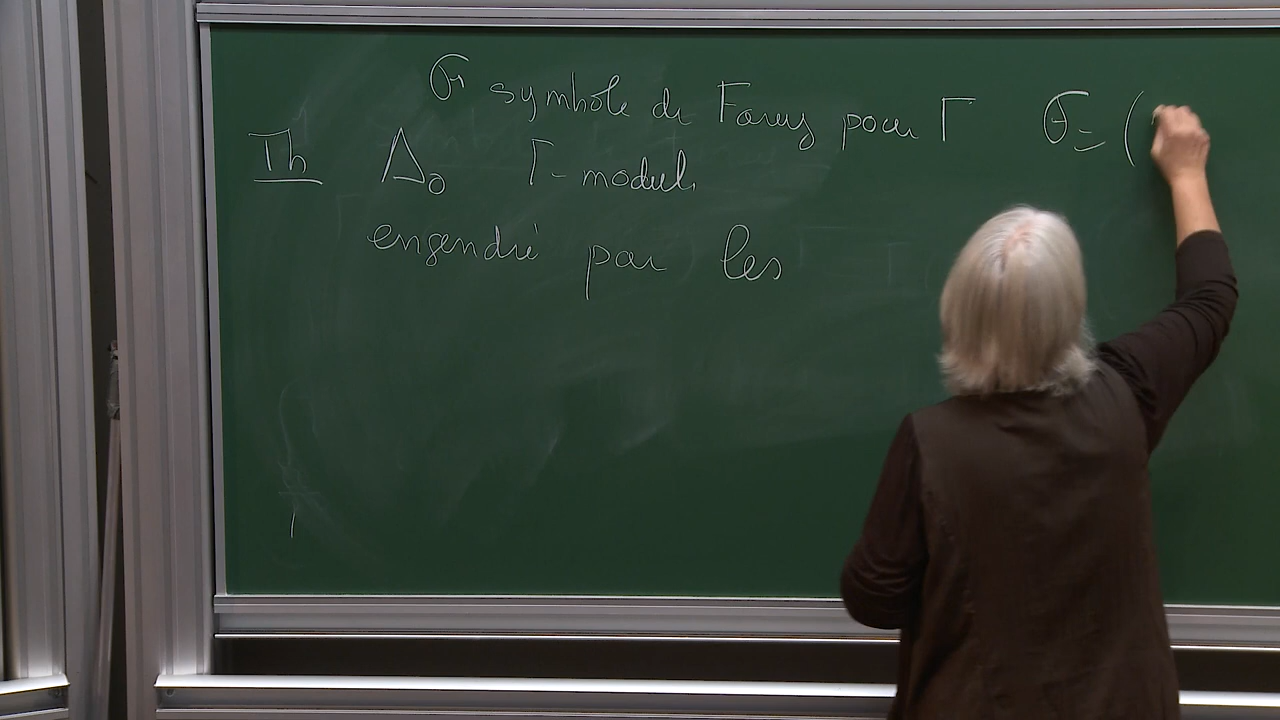 𝓕 symbole de Farey pour Γ 𝓕 = (
Th Δ₀ Γ-module
engendré par les